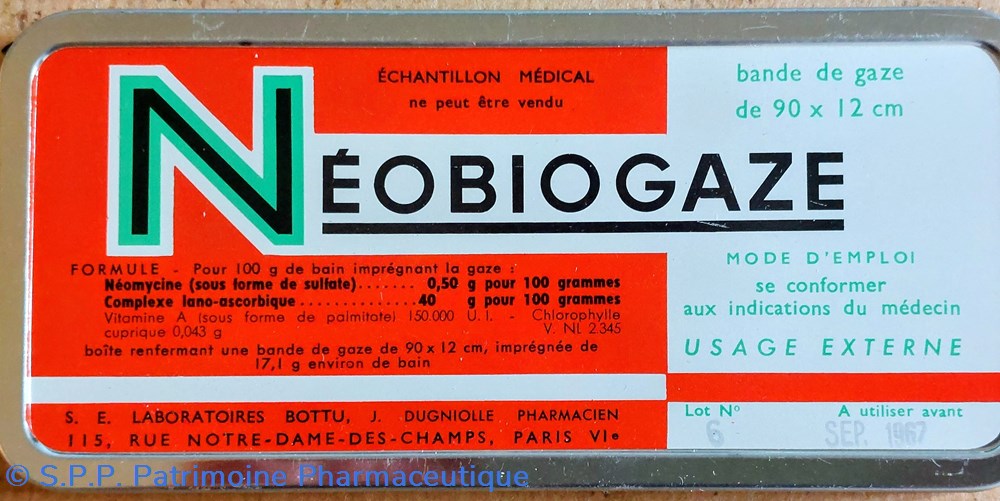 ÉCHANTILLON MÉDICAL
ne peut être vendu
NÉOBIOGAZE
FORMULE - Pour 100 g de bain imprégnant la gaze :
Néomycine (sous forme de sulfate)....... 0,50 g pour 100 grammes
Complexe lano-ascorbique...............40 g pour 100 grammes
Vitamine A (sous forme de palmitate) 150.000 U. I. - Chlorophylle
cuprique 0,043 g V. NL 2345
boîte renfermant une bande de gaze de 90 x 12 cm, imprégnée de
17,1 g environ de bain
S. E. LABORATOIRES BOTTU, J. DUGNIOLLE PHARMACIEN
115, RUE NOTRE-DAME-DES-CHAMPS, PARIS VIe
bande de gaze
de 90 x 12 cm
MODE D'EMPLOI
se conformer
aux indications du médecin
USAGE EXTERNE
Lot No A utiliser avant
6 SEP. 1967
© S.P.P. Patrimoine Pharmaceutique